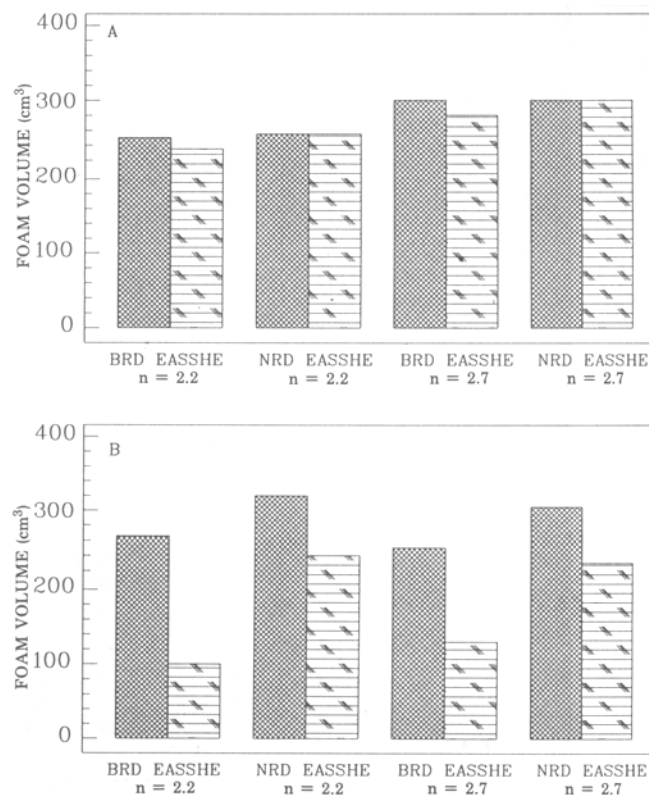 A
FOAM VOLUME (cm³)
400
300
200
100
0
BRD EASSHE NRD EASSHE BRD EASSHE NRD EASSHE
n = 2.2 n = 2.2 n = 2.7 n = 2.7
B
FOAM VOLUME (cm³)
400
300
200
100
0
BRD EASSHE NRD EASSHE BRD EASSHE NRD EASSHE
n = 2.2 n = 2.2 n = 2.7 n = 2.7